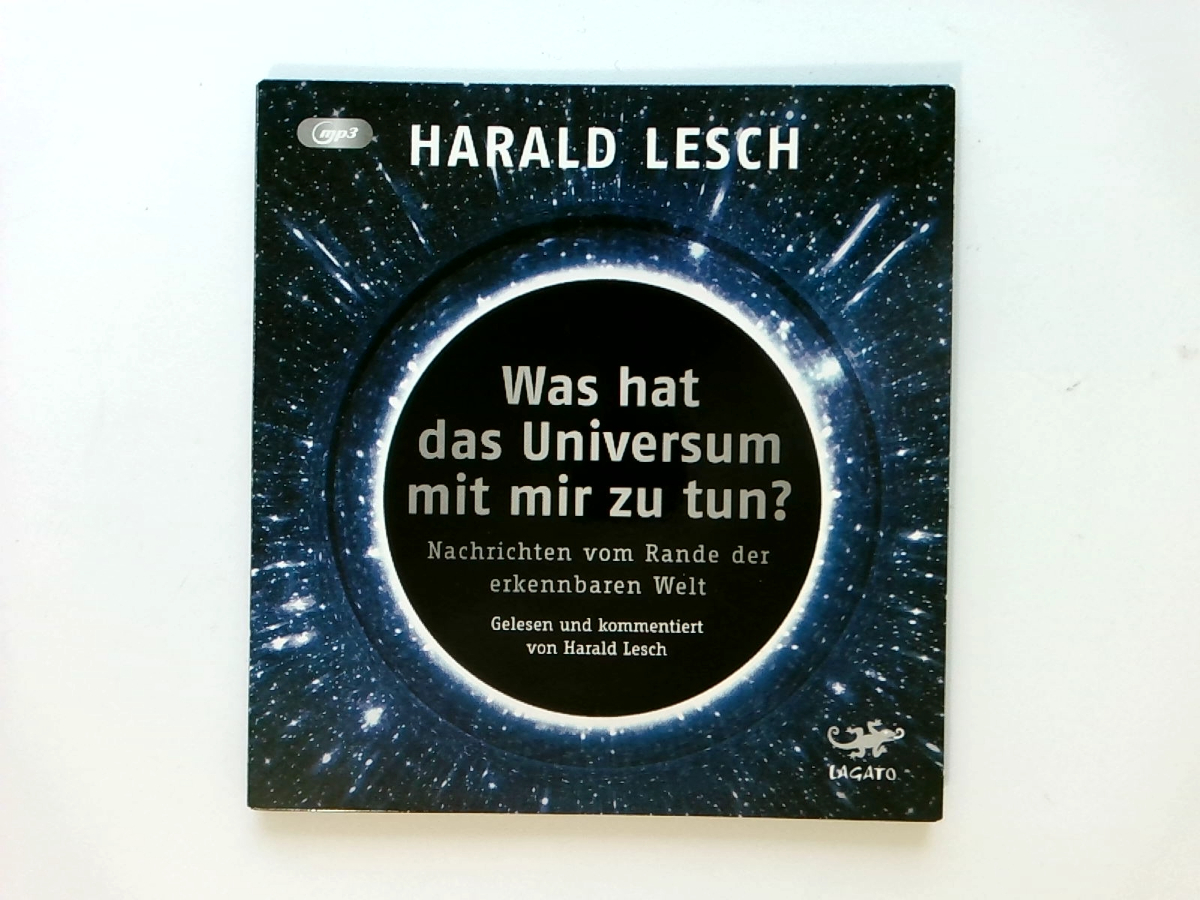 mp3
HARALD LESCH
Was hat
das Universum
mit mir zu tun?
Nachrichten vom Rande der
erkennbaren Welt
Gelesen und kommentiert
von Harald Lesch
LAGATO